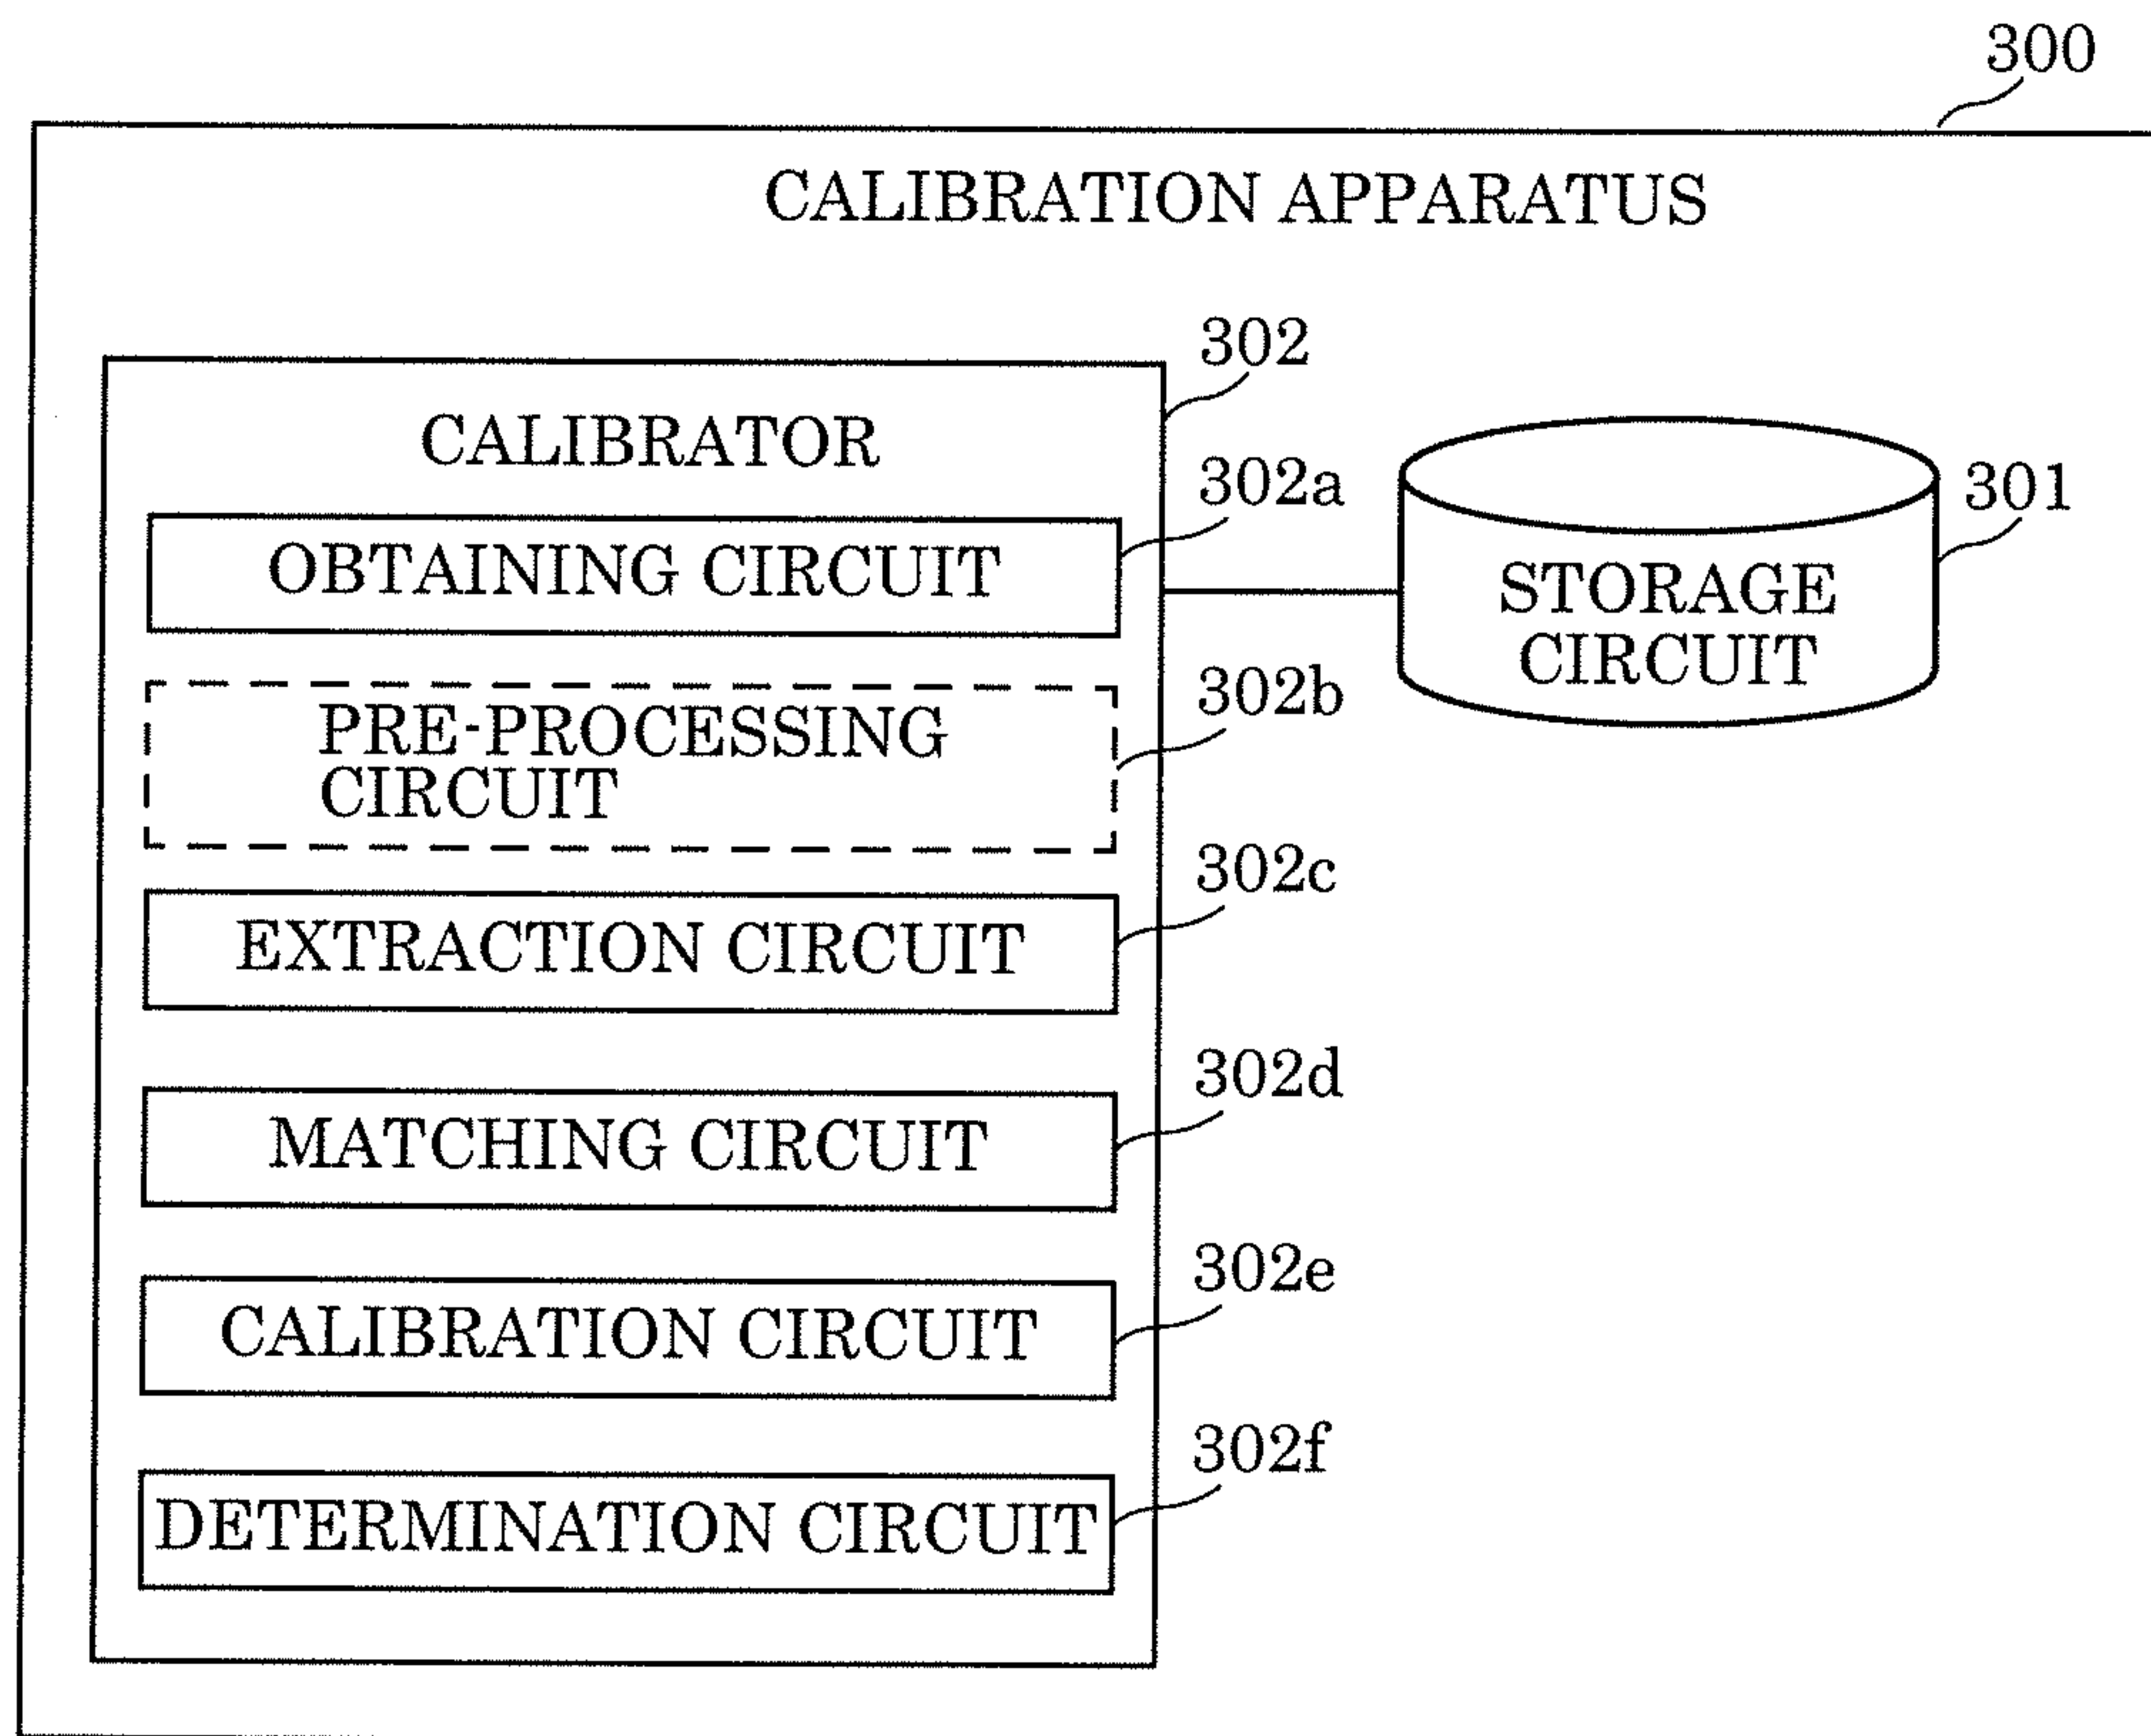 300
CALIBRATION APPARATUS
302
CALIBRATOR
302a
OBTAINING CIRCUIT
301
STORAGE
CIRCUIT
302b
PRE-PROCESSING
CIRCUIT
302c
EXTRACTION CIRCUIT
302d
MATCHING CIRCUIT
302e
CALIBRATION CIRCUIT
302f
DETERMINATION CIRCUIT